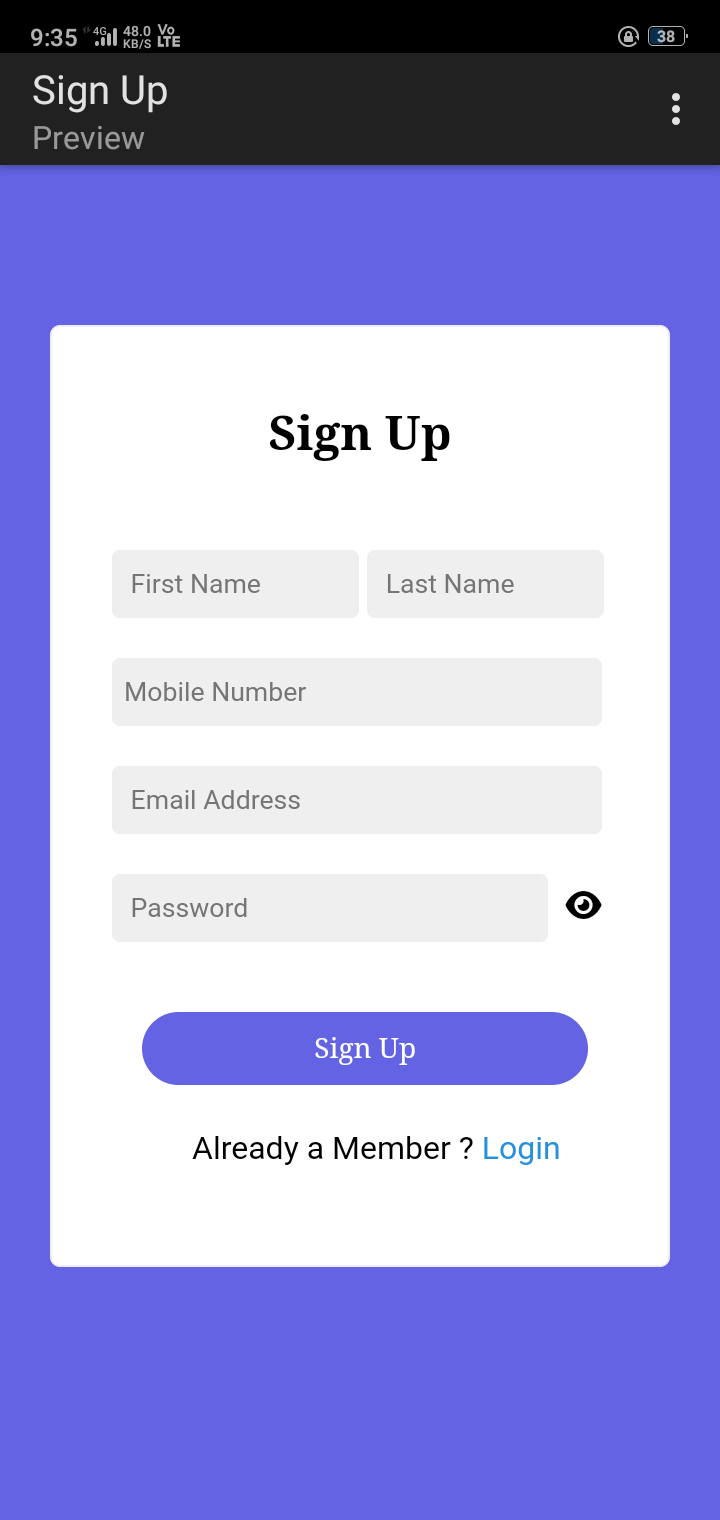 9:35 4G 48.0 KB/S Vo LTE 38
Sign Up
Preview
Sign Up
First Name Last Name
Mobile Number
Email Address
Password
Sign Up
Already a Member ? Login